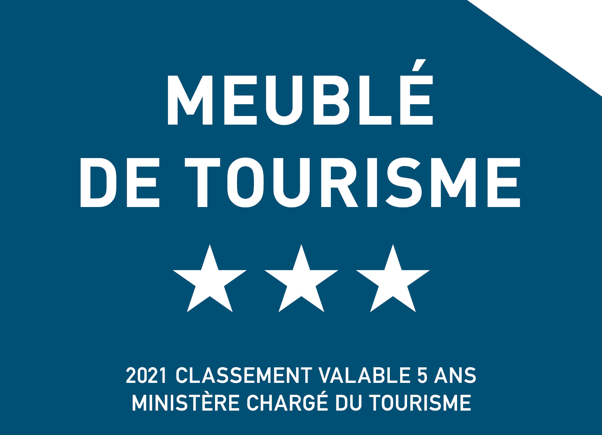 MEUBLÉ
DE TOURISME
2021 CLASSEMENT VALABLE 5 ANS
MINISTÈRE CHARGÉ DU TOURISME